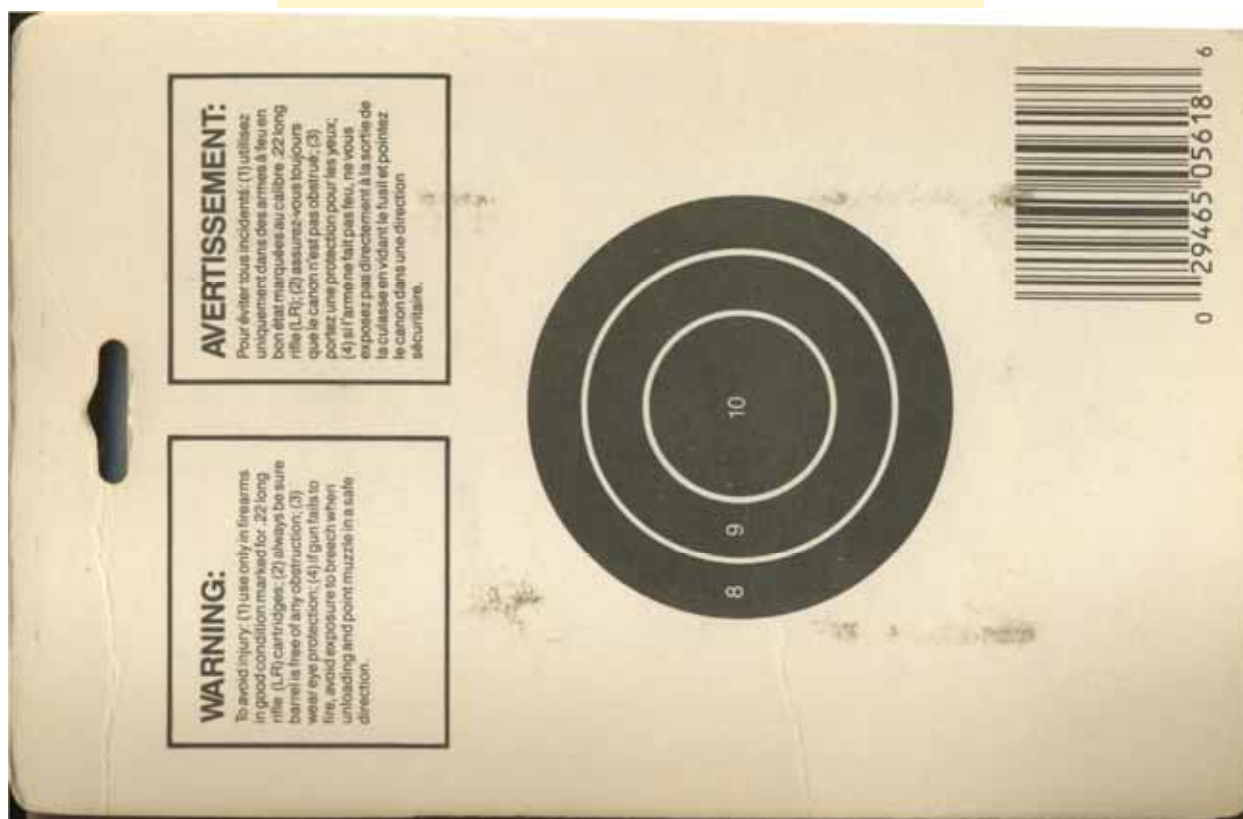 WARNING:
To avoid injury: (1) use only in firearms
in good condition marked for .22 long
rifle (LR) cartridges; (2) always be sure
barrel is free of any obstruction; (3)
wear eye protection; (4) if gun fails to
fire, avoid exposure to breech when
unloading and point muzzle in a safe
direction.
AVERTISSEMENT:
Pour éviter tous incidents: (1) utilisez
uniquement dans des armes à feu en
bon état marquées au calibre .22 long
rifle (LR); (2) assurez-vous toujours
que le canon n'est pas obstrué; (3)
portez une protection pour les yeux;
(4) si l'arme ne fait pas feu, ne vous
exposez pas directement à la sortie de
la culasse en vidant le fusil et pointez
le canon dans une direction
sécuritaire.
8 9 10
0 29465 05618 6